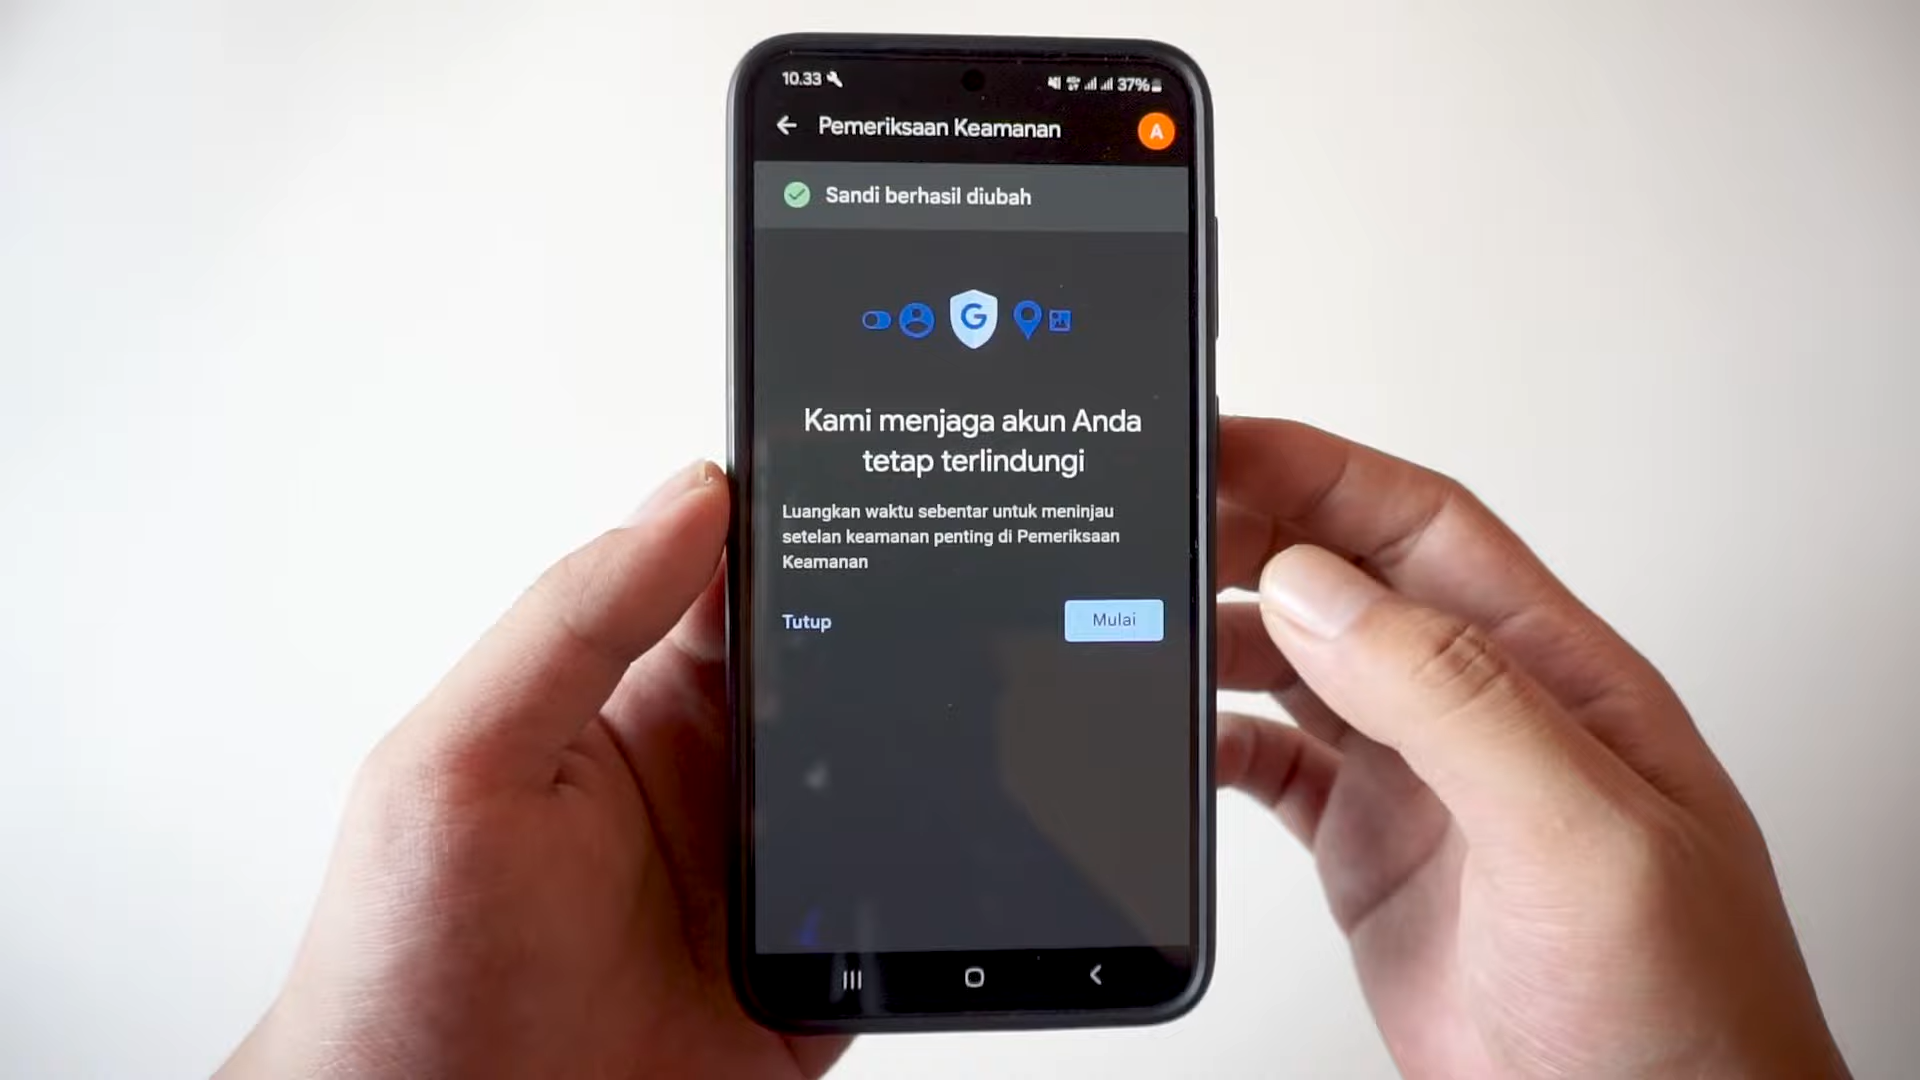 10.33 37%
Pemeriksaan Keamanan
A
Sandi berhasil diubah
G
Kami menjaga akun Anda
tetap terlindungi
Luangkan waktu sebentar untuk meninjau
setelan keamanan penting di Pemeriksaan
Keamanan
Tutup Mulai